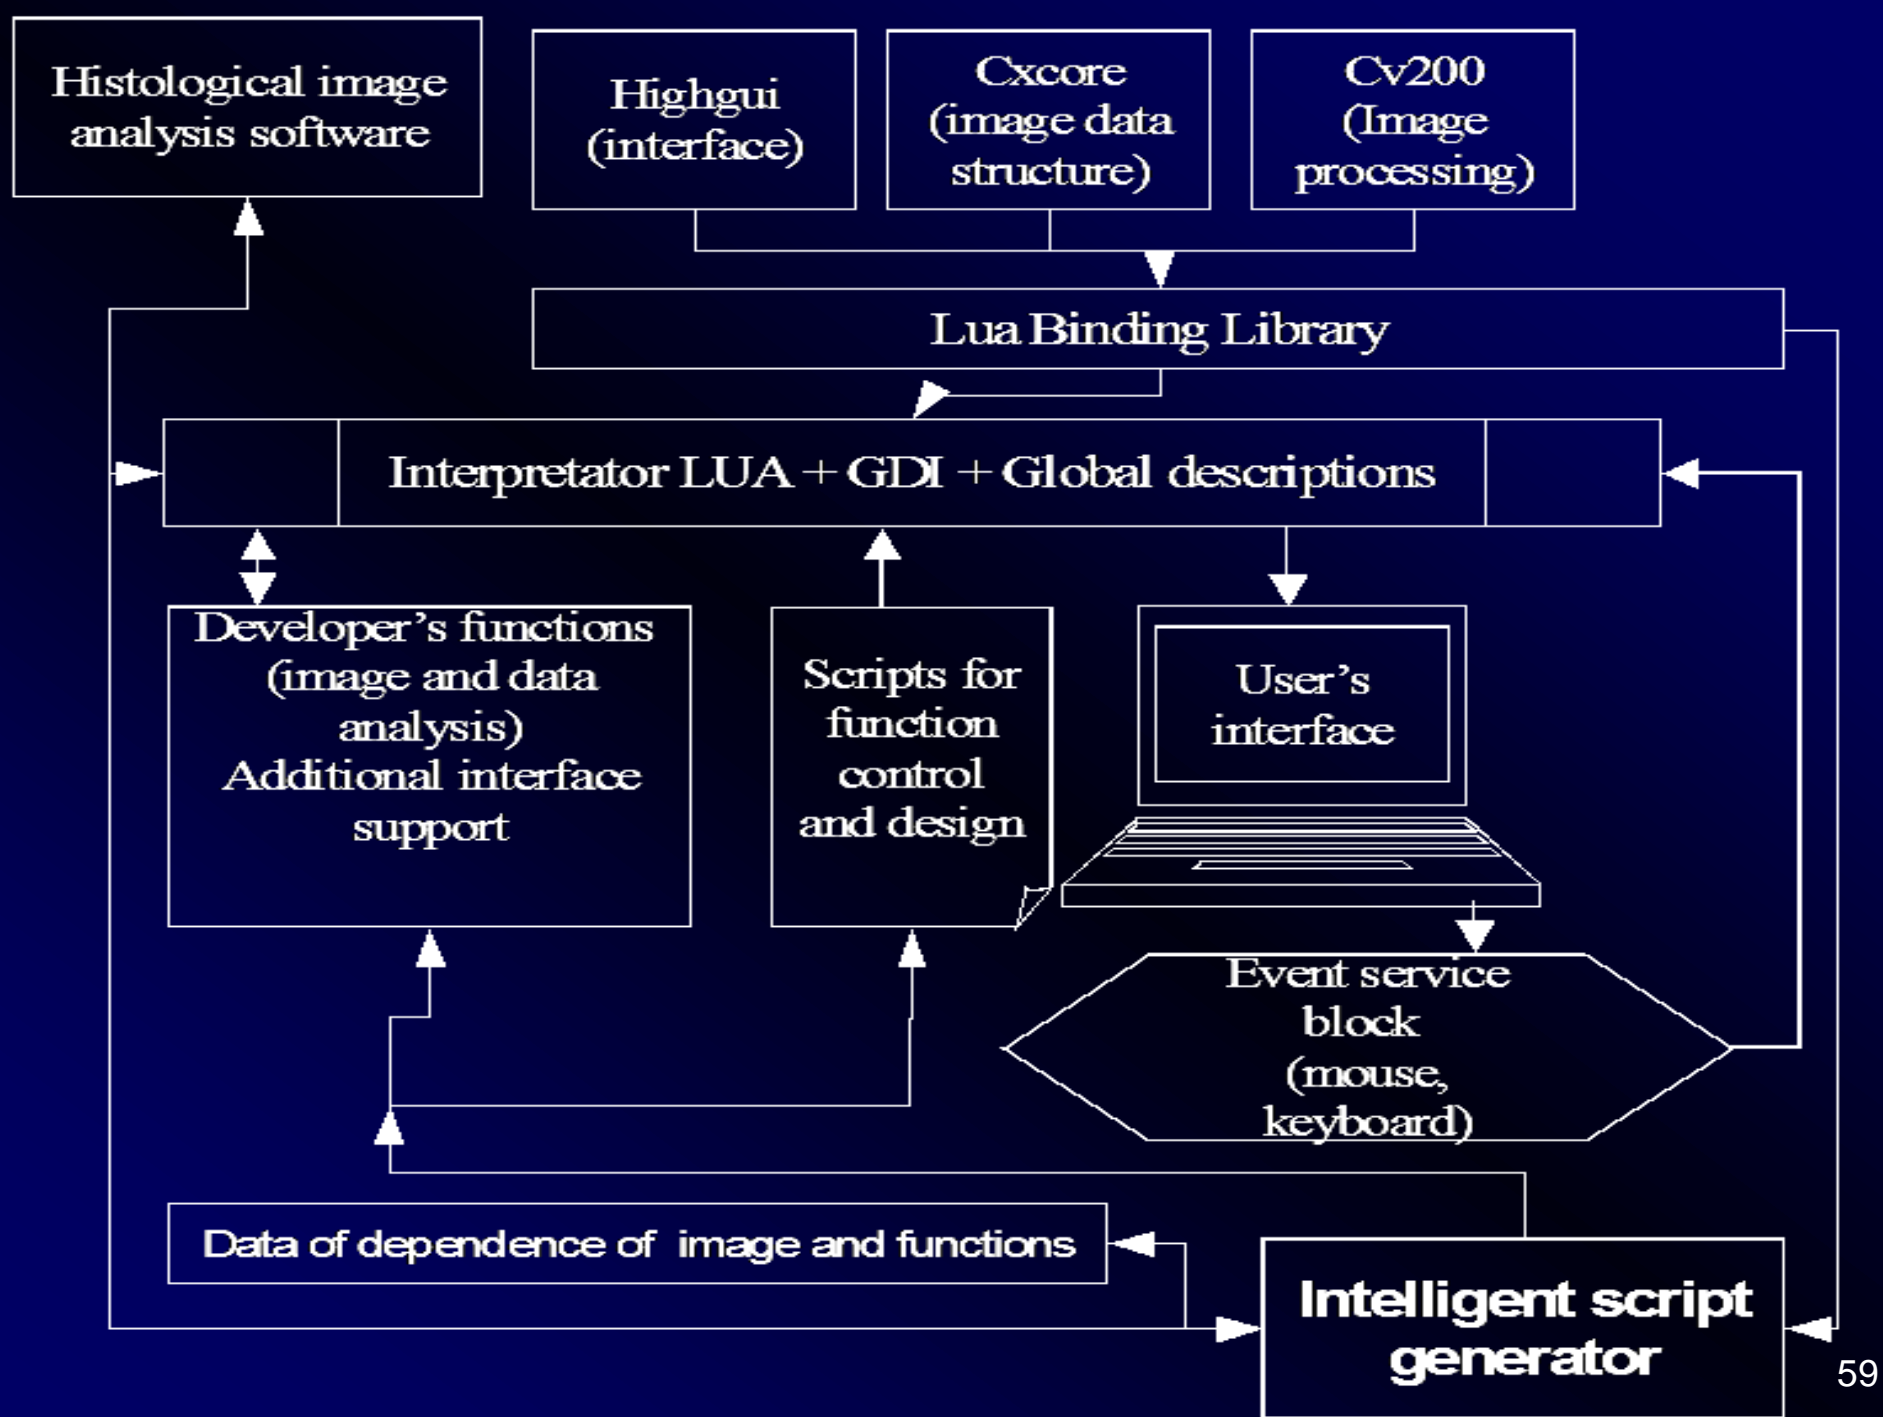 Histological image
analysis software
Highgui
(interface)
Cxcore
(image data
structure)
Cv200
(Image
processing)
Lua Binding Library
Interpretator LUA + GDI + Global descriptions
Developer’s functions
(image and data
analysis)
Additional interface
support
Scripts for
function
control
and design
User’s
interface
Event service
block
(mouse,
keyboard)
Data of dependence of image and functions
Intelligent script
generator
59